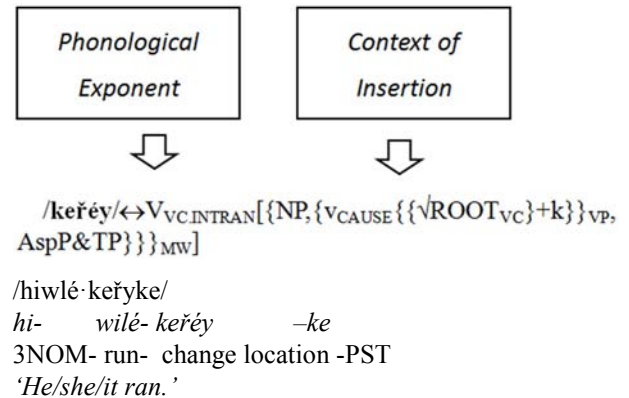 Phonological Context of
Exponent Insertion
/keřéy/↔V_VC.INTRAN[{NP,{v_CAUSE{{√ROOT_VC}+k}}_VP,
AspP&TP}}}_MW]
/hiwlé·keřyke/
hi- wilé- keřéy –ke
3NOM- run- change location -PST
‘He/she/it ran.’